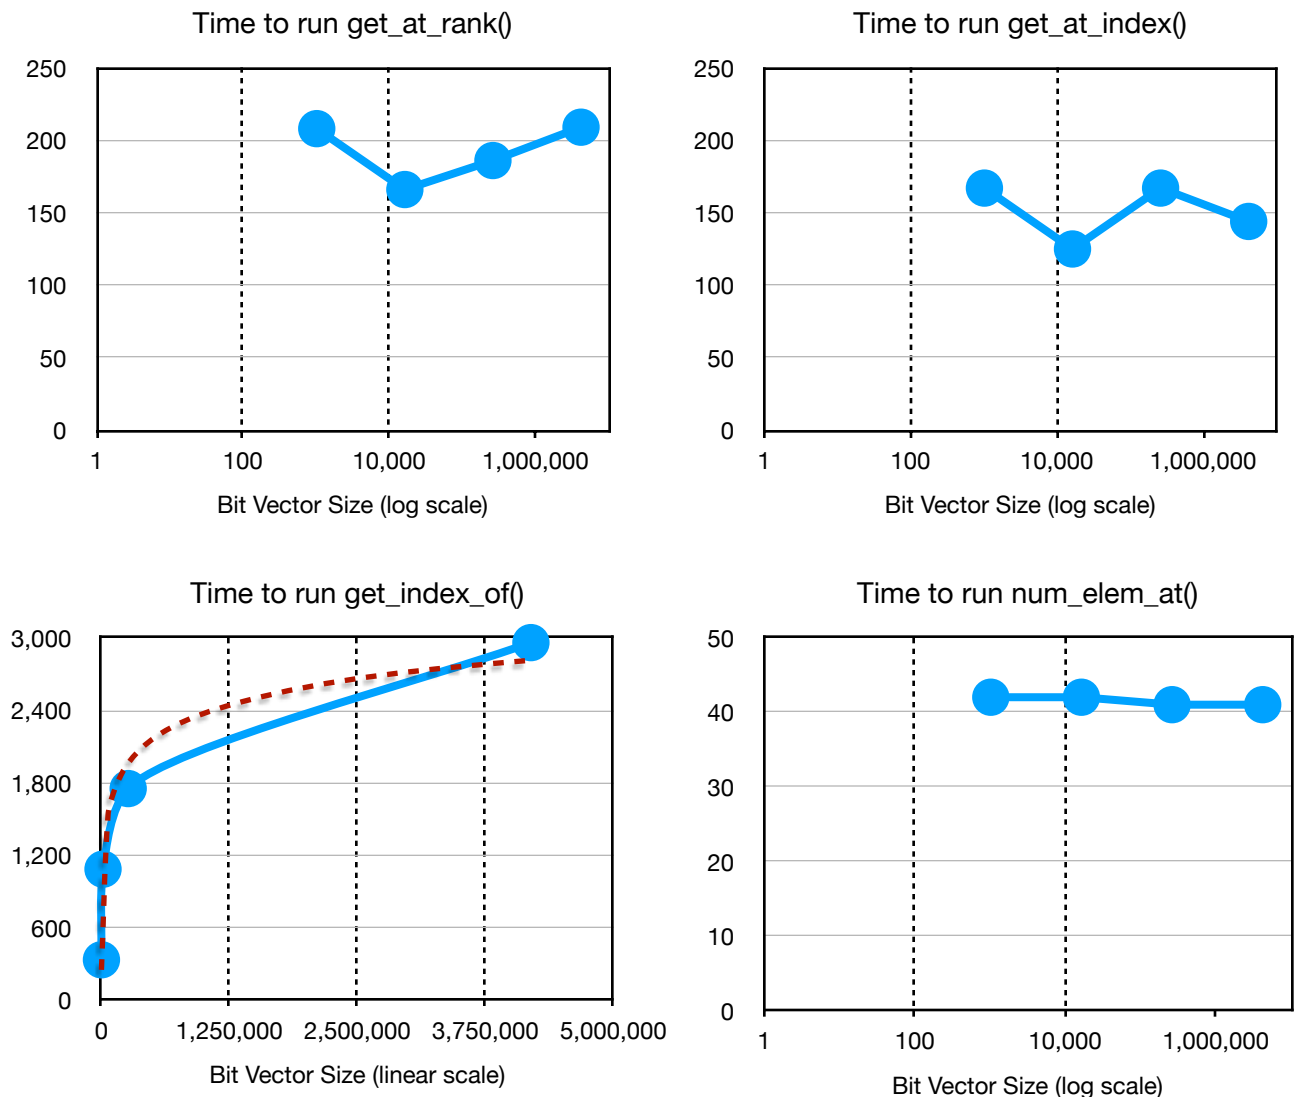 Time to run get_at_rank()
250
200
150
100
50
0
1 100 10,000 1,000,000
Bit Vector Size (log scale)
Time to run get_at_index()
250
200
150
100
50
0
1 100 10,000 1,000,000
Bit Vector Size (log scale)
Time to run get_index_of()
3,000
2,400
1,800
1,200
600
0
0 1,250,000 2,500,000 3,750,000 5,000,000
Bit Vector Size (linear scale)
Time to run num_elem_at()
50
40
30
20
10
0
1 100 10,000 1,000,000
Bit Vector Size (log scale)